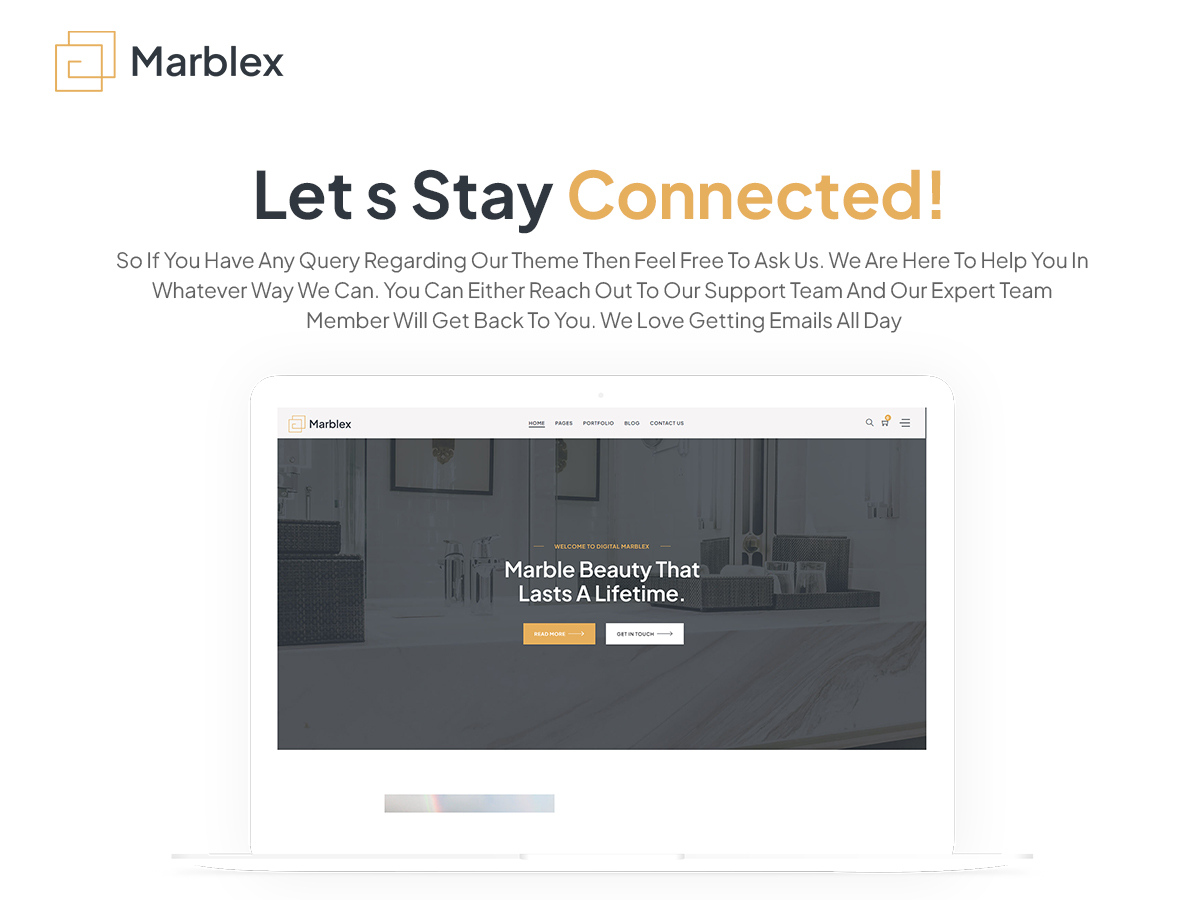 Marblex
Let s Stay Connected!
So If You Have Any Query Regarding Our Theme Then Feel Free To Ask Us. We Are Here To Help You In
Whatever Way We Can. You Can Either Reach Out To Our Support Team And Our Expert Team
Member Will Get Back To You. We Love Getting Emails All Day
Marblex
HOME PAGES PORTFOLIO BLOG CONTACT US
WELCOME TO DIGITAL MARBLEX
Marble Beauty That
Lasts A Lifetime.
READ MORE GET IN TOUCH